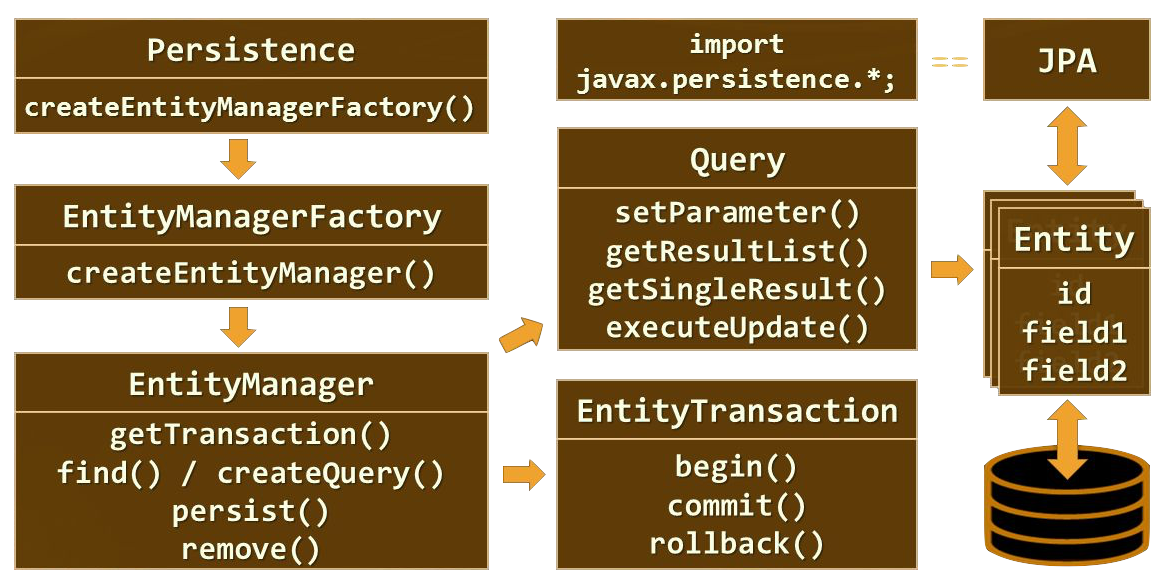 Persistence
createEntityManagerFactory()
EntityManagerFactory
createEntityManager()
EntityManager
getTransaction()
find() / createQuery()
persist()
remove()
import
javax.persistence.*;
==
JPA
Query
setParameter()
getResultList()
getSingleResult()
executeUpdate()
EntityTransaction
begin()
commit()
rollback()
Entity
id
field1
field2